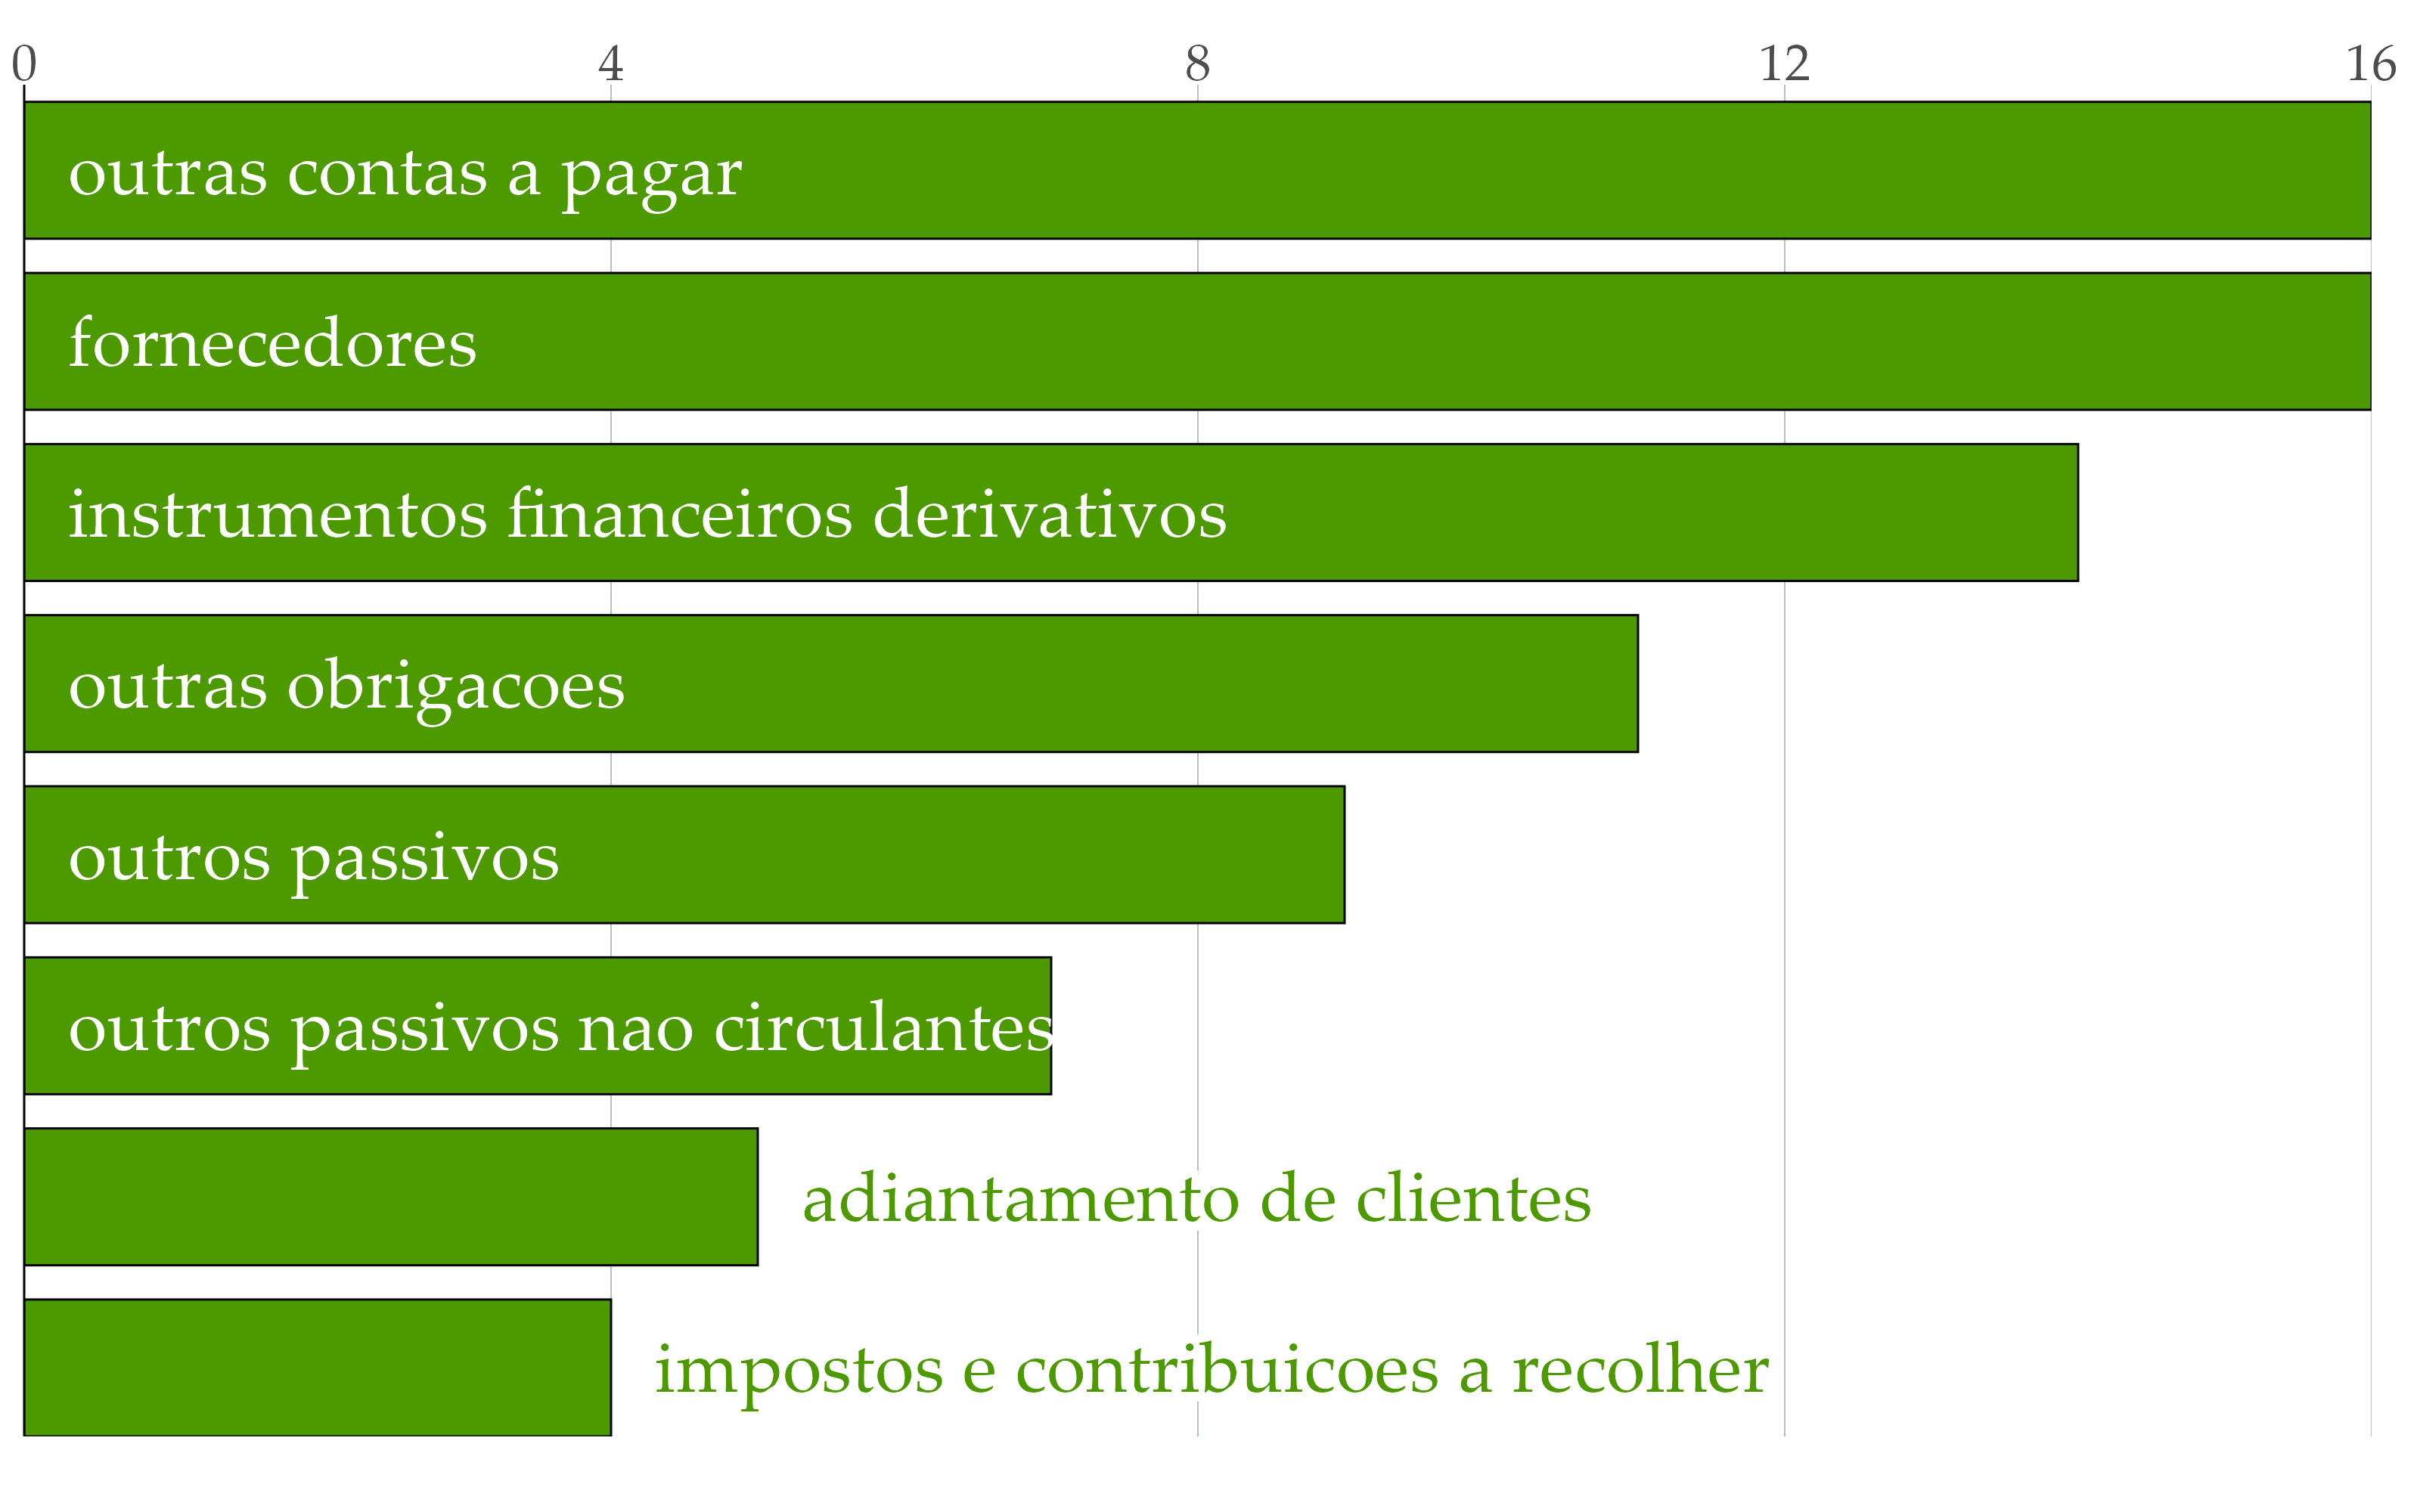 0 4 8 12 16
outras contas a pagar
fornecedores
instrumentos financeiros derivativos
outras obrigacoes
outros passivos
outros passivos nao circulantes
adiantamento de clientes
impostos e contribuicoes a recolher